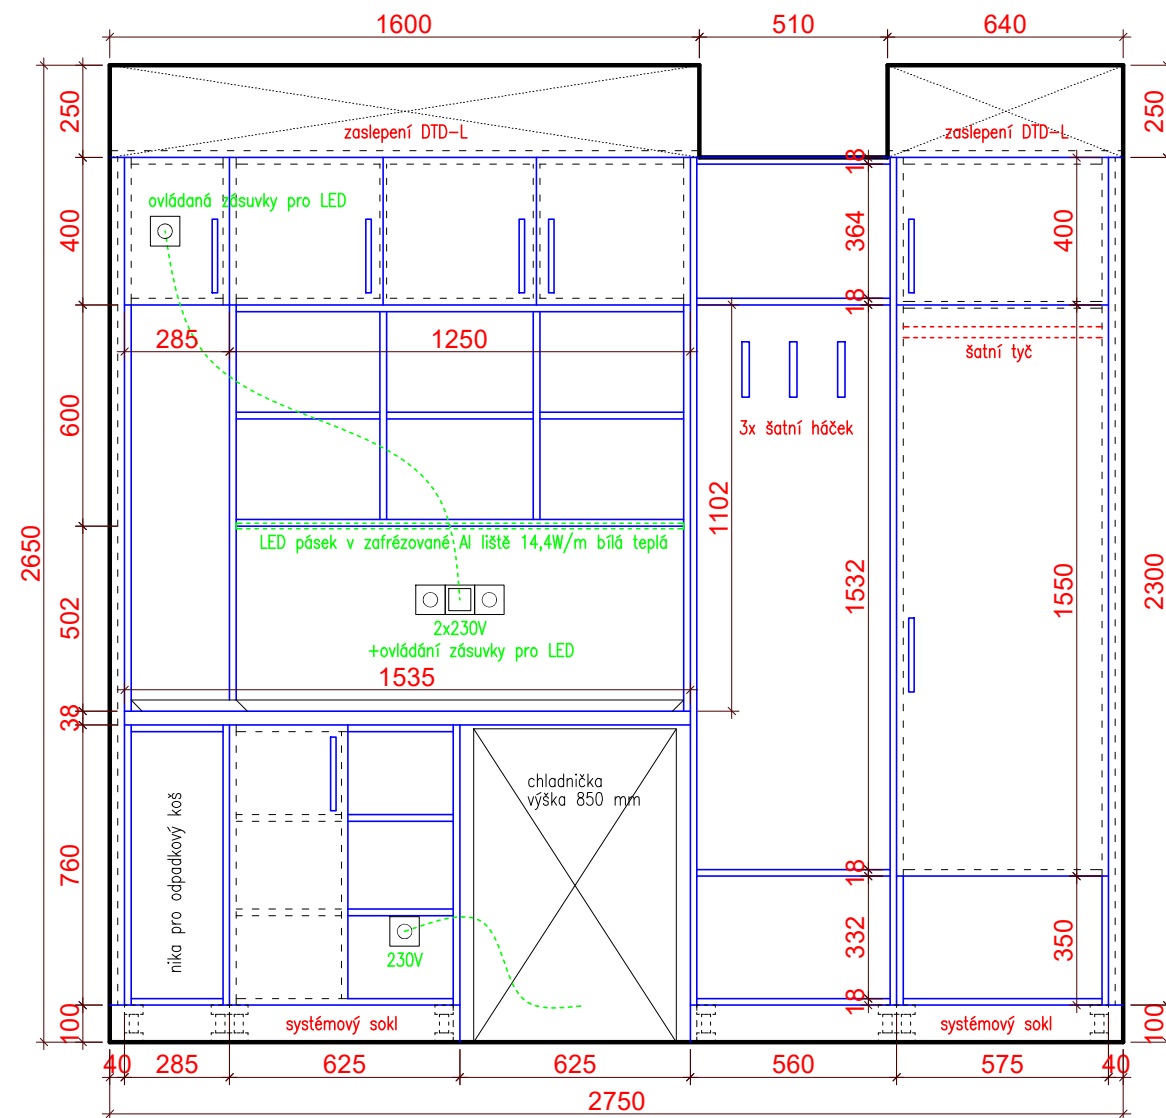 1600
510
640
250
250
zaslepení DTD-L
zaslepení DTD-L
18
ovládaná zásuvky pro LED
400
364
400
18
285
1250
šatní tyč
600
3x šatní háček
1102
2650
LED pásek v zafrézované Al liště 14,4W/m bílá teplá
1532
1550
2300
502
2x230V
+ovládání zásuvky pro LED
1535
38
chladnička
výška 850 mm
nika pro odpadkový koš
760
18
332
350
230V
18
100
systémový sokl
systémový sokl
100
40
285
625
625
560
575
40
2750